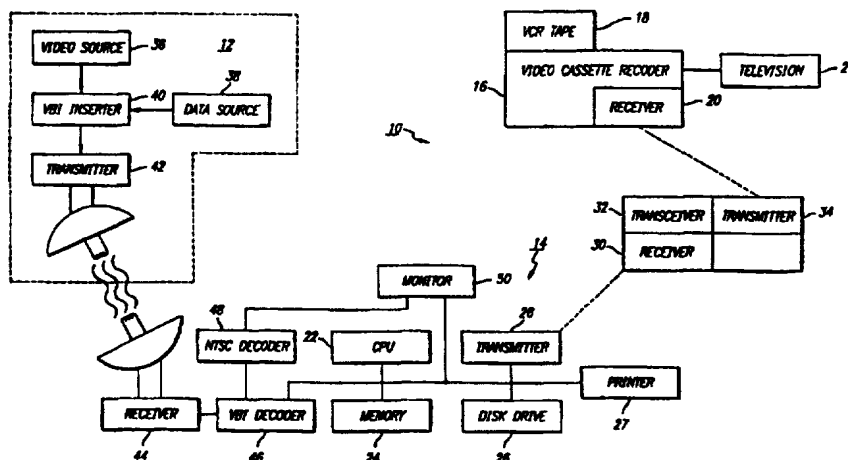 VIDEO SOURCE
36
12
38
VBI INSERTER
40
DATA SOURCE
TRANSMITTER
42
VCR TAPE
18
VIDEO CASSETTE RECODER
TELEVISION
2
16
RECEIVER
20
10
32
TRANSCEIVER
TRANSMITTER
34
30
RECEIVER
14
MONITOR
50
48
NTSC DECODER
22
CPU
26
TRANSMITTER
PRINTER
27
RECEIVER
44
VBI DECODER
46
MEMORY
24
DISK DRIVE